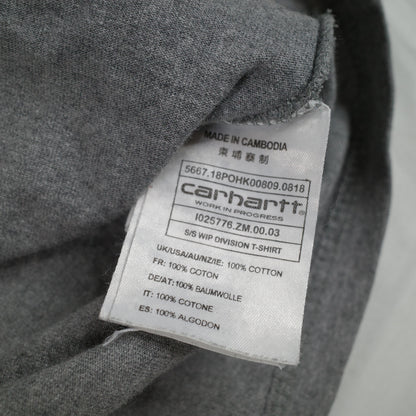 MADE IN CAMBODIA
柬埔寨制
5667.18POHK00809.0818
carhartt
WORK IN PROGRESS
I025776.ZM.00.03
S/S WIP DIVISION T-SHIRT
UK/USA/AU/NZ/IE: 100% COTTON
FR: 100% COTON
DE/AT: 100% BAUMWOLLE
IT: 100% COTONE
ES: 100% ALGODON